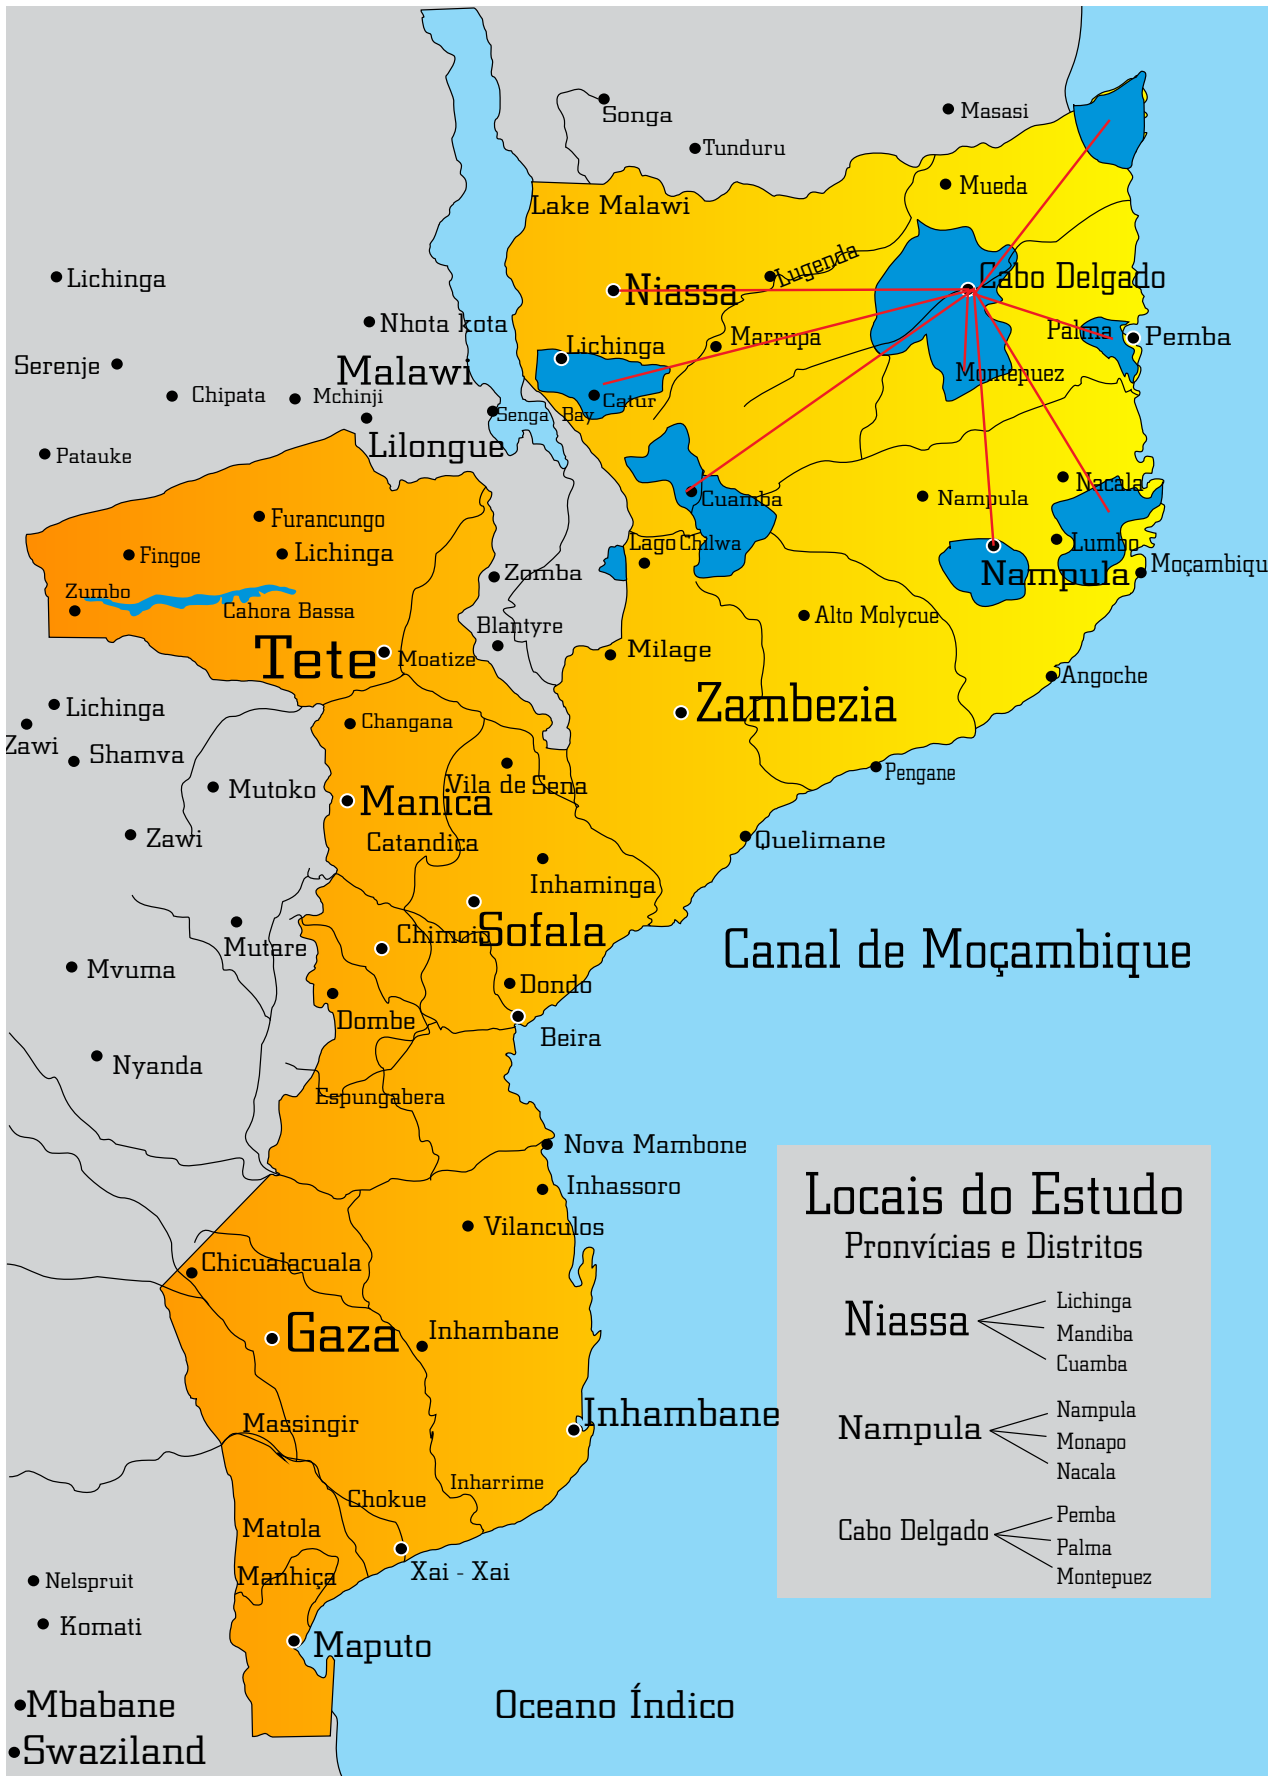 Songa
Masasi
Tunduru
Mueda
Lake Malawi
Lugenda
Lichinga
Cabo Delgado
Niassa
Nhota kota
Palma
Pemba
Marrupa
Lichinga
Serenje
Malawi
Montepuez
Chipata
Mchinji
Catur
Senga Bay
Lilongue
Patauke
Nacala
Nampula
Cuamba
Furancungo
Lago Chilwa
Lumbo
Fingoe
Lichinga
Moçambiqu
Zomba
Nampula
Zumbo
Cahora Bassa
Alto Molycue
Blantyre
Milage
Tete
Moatize
Angoche
Zambezia
Lichinga
Changana
Zawi
Shamva
Pengane
Vila de Sena
Mutoko
Manica
Zawi
Catandica
Quelimane
Inhaminga
Chimoio
Sofala
Mutare
Canal de Moçambique
Mvuma
Dondo
Dombe
Beira
Nyanda
Espungabera
Nova Mambone
Inhassoro
Vilanculos
Chicualacuala
Gaza
Inhambane
Inhambane
Massingir
Inharrime
Chokue
Matola
Xai - Xai
Manhiça
Nelspruit
Komati
Maputo
Mbabane
Oceano Índico
Swaziland
Locais do Estudo
Pronvícias e Distritos
Niassa
Lichinga
Mandiba
Cuamba
Nampula
Nampula
Monapo
Nacala
Cabo Delgado
Pemba
Palma
Montepuez